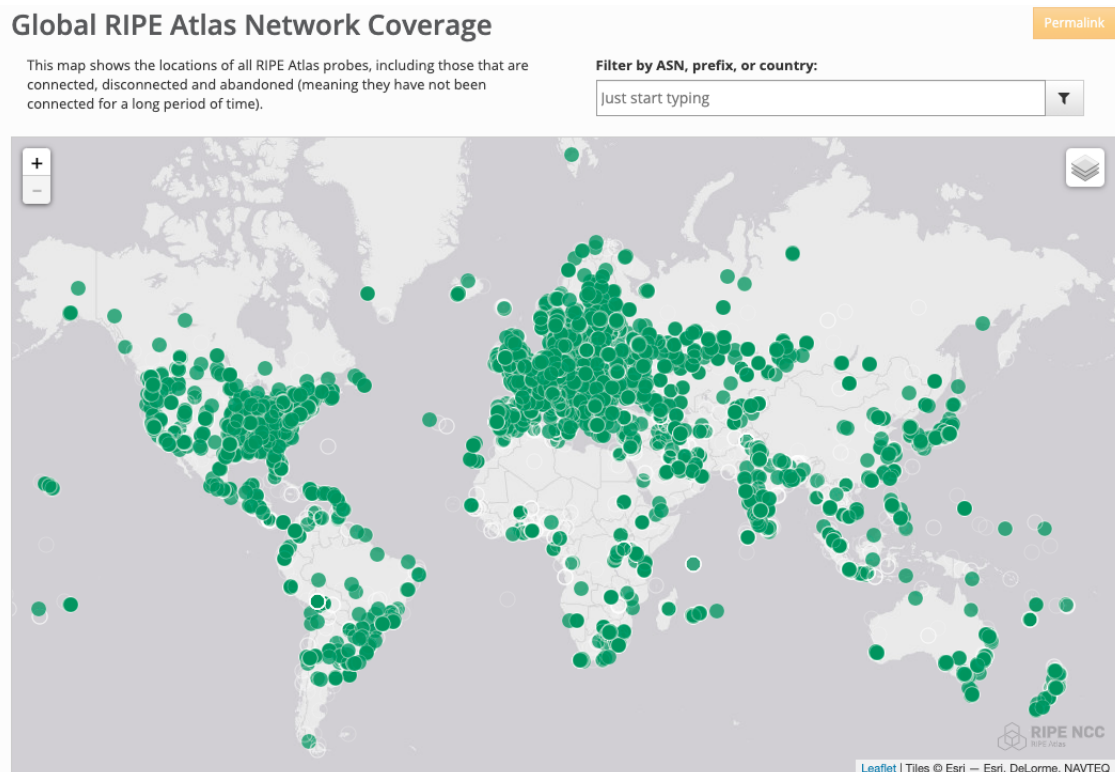 Global RIPE Atlas Network Coverage
Permalink
This map shows the locations of all RIPE Atlas probes, including those that are
connected, disconnected and abandoned (meaning they have not been
connected for a long period of time).
Filter by ASN, prefix, or country:
Just start typing
+
−
RIPE NCC
RIPE Atlas
Leaflet | Tiles © Esri — Esri, DeLorme, NAVTEQ